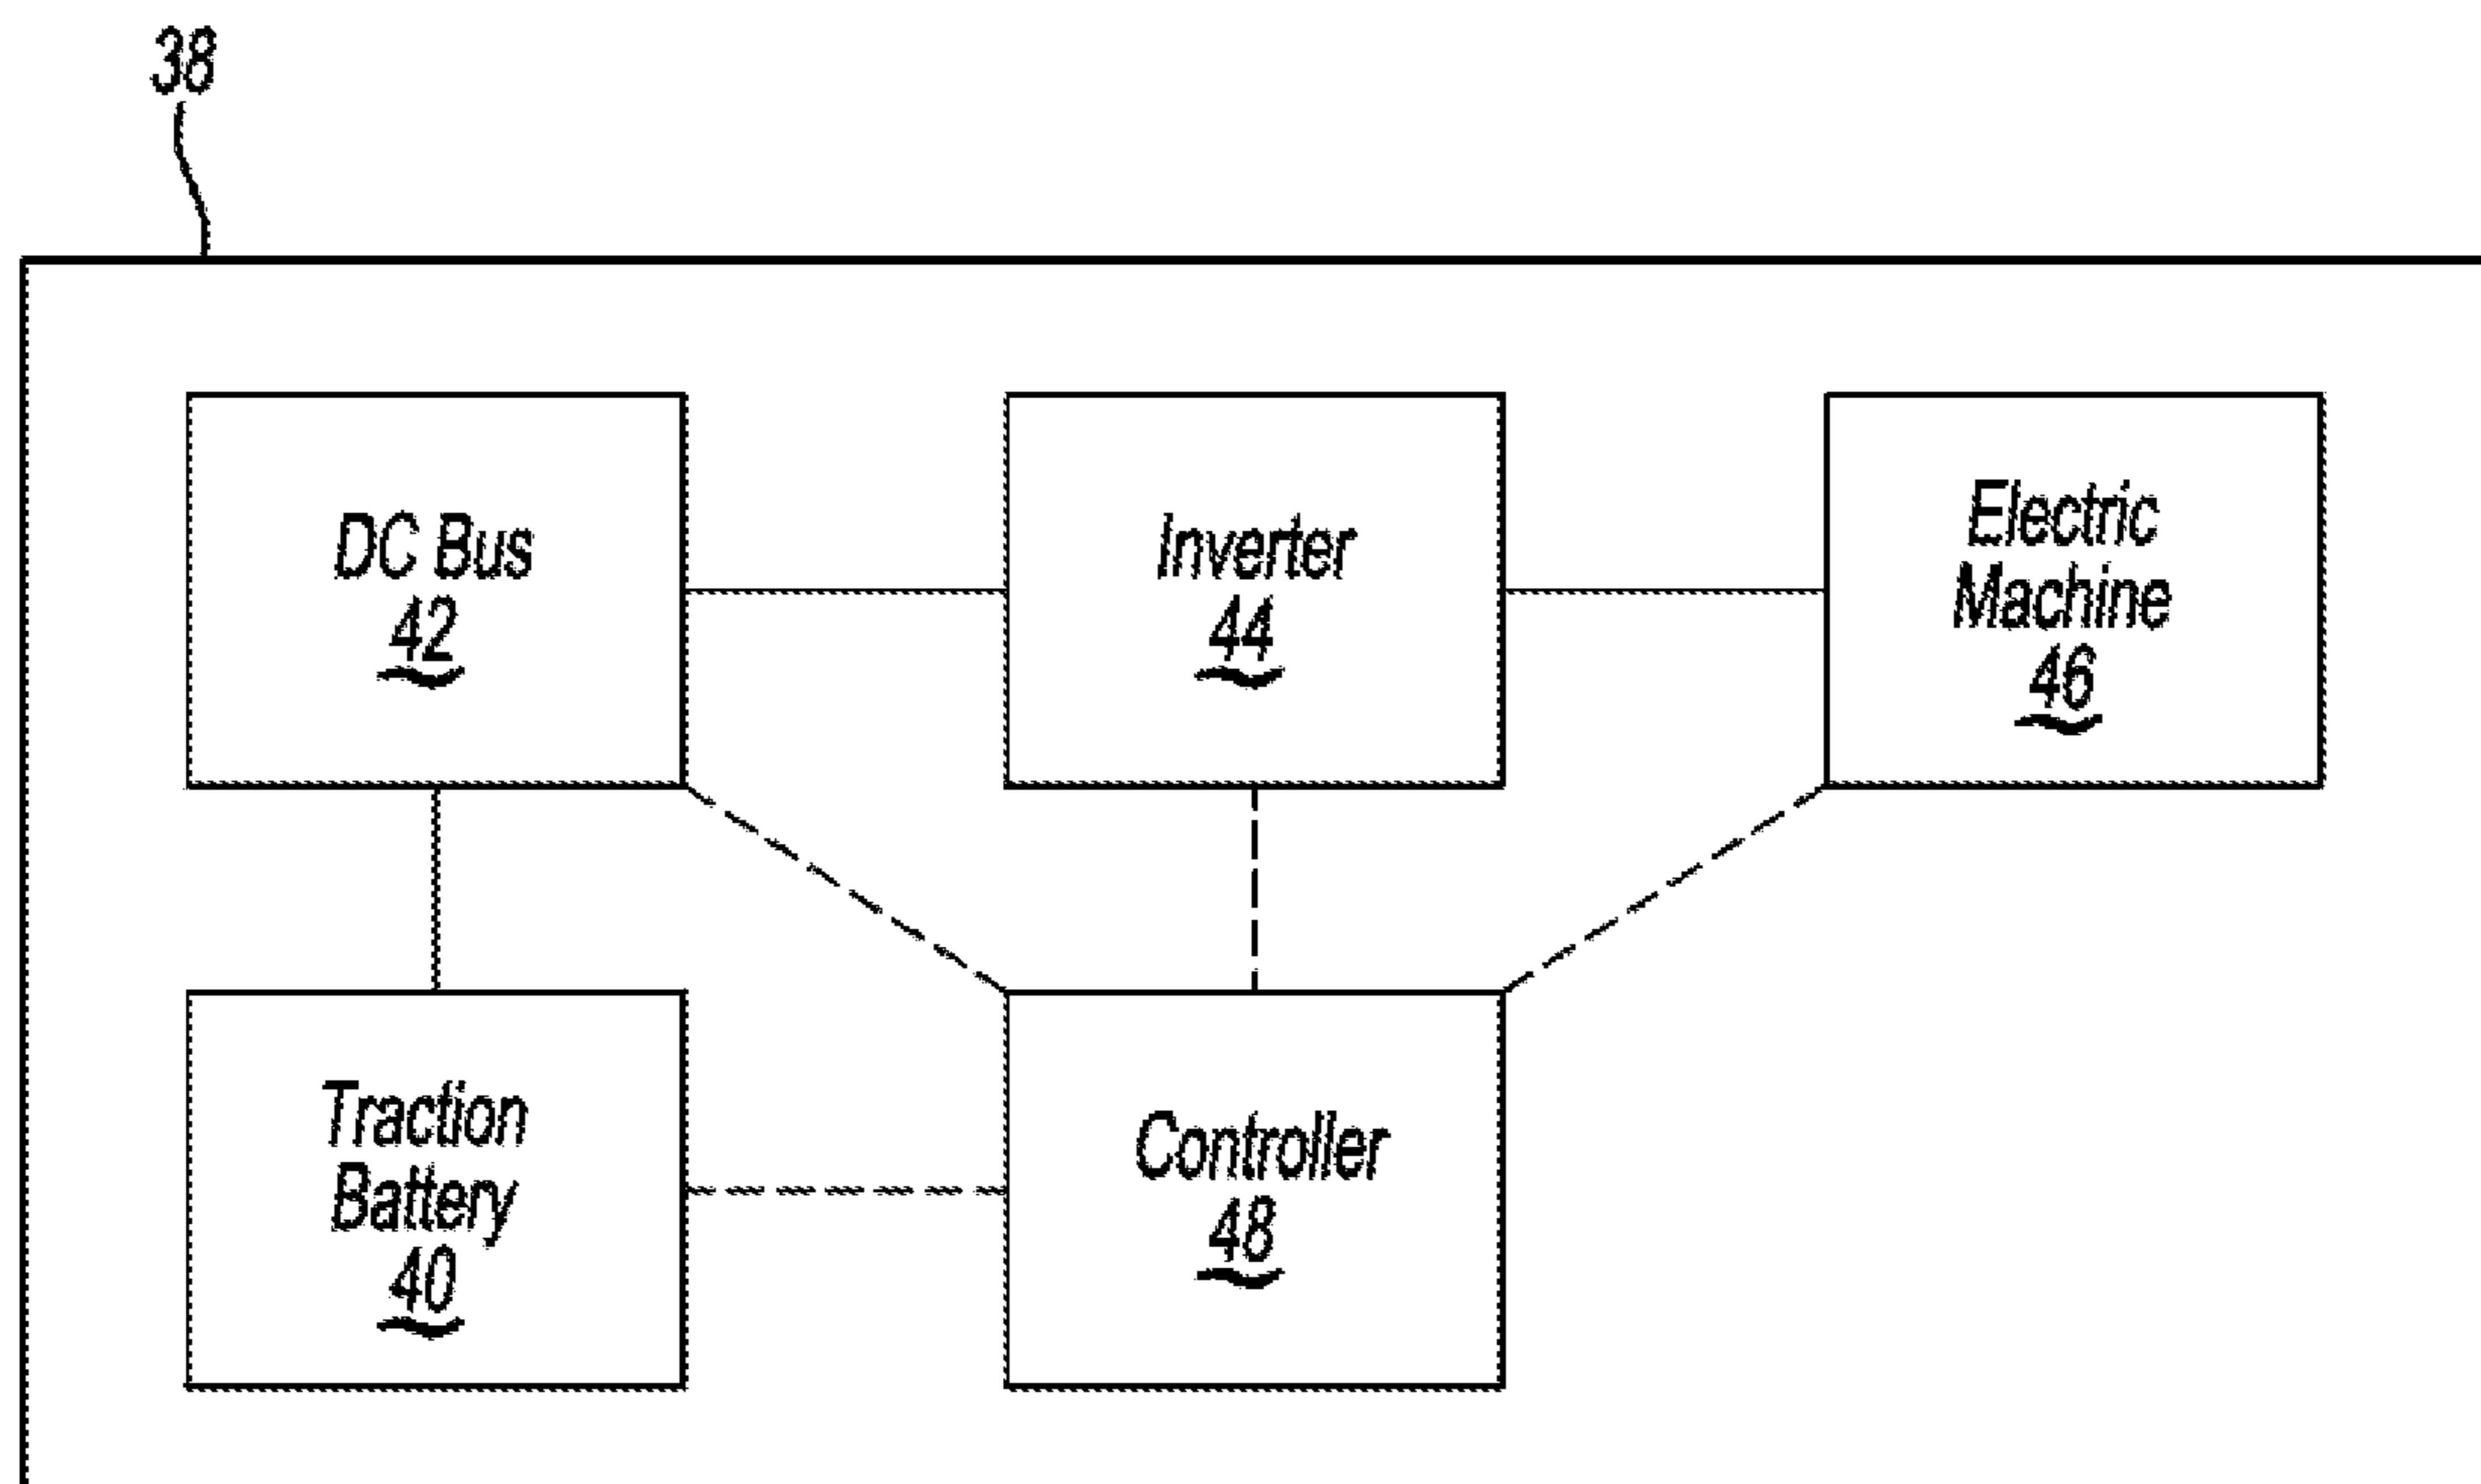 38
DC Bus
42
Inverter
44
Electric
Machine
46
Traction
Battery
40
Controller
48